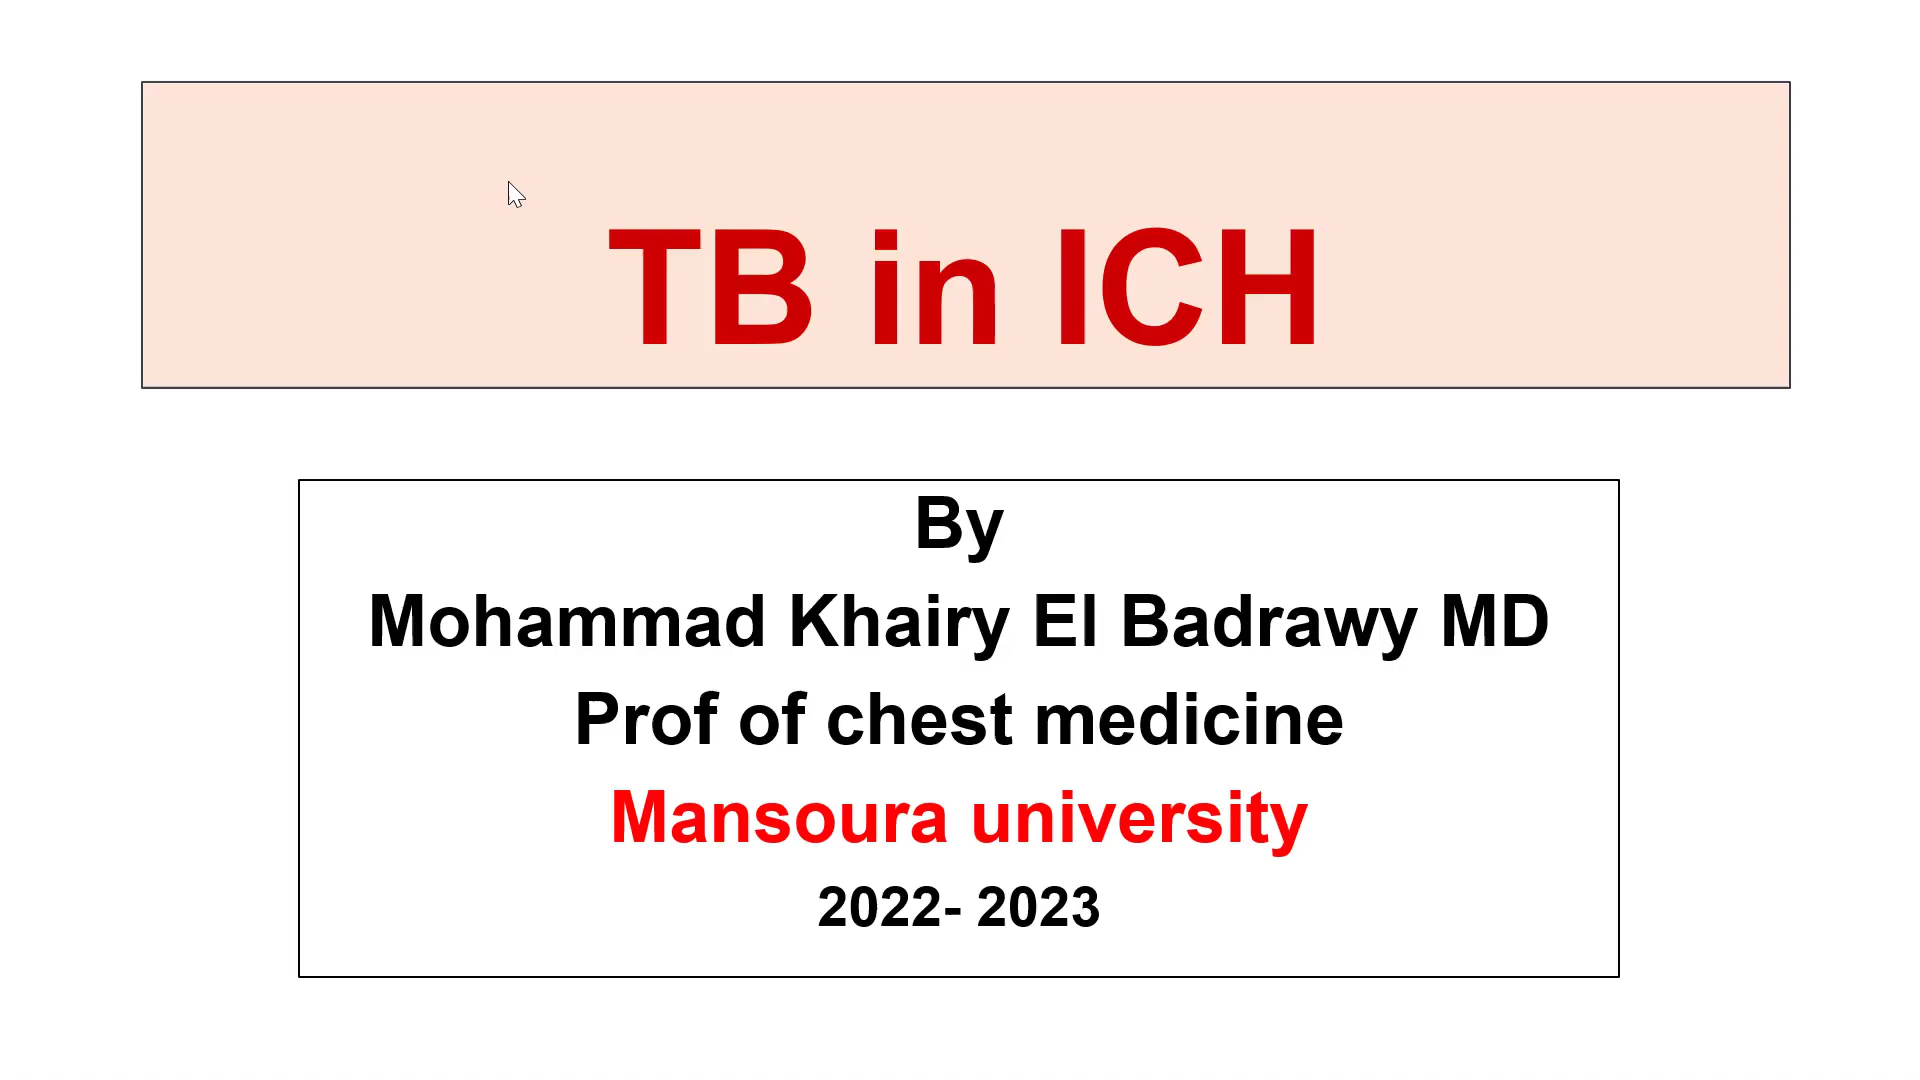 TB in ICH
By
Mohammad Khairy El Badrawy MD
Prof of chest medicine
Mansoura university
2022- 2023